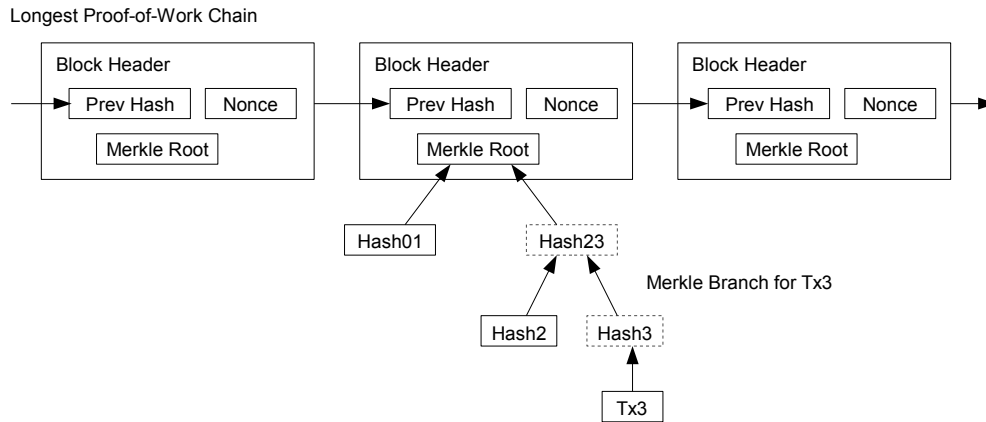 Longest Proof-of-Work Chain
Block Header Block Header Block Header
Prev Hash Nonce Prev Hash Nonce Prev Hash Nonce
Merkle Root Merkle Root Merkle Root
Hash01 Hash23
Merkle Branch for Tx3
Hash2 Hash3
Tx3